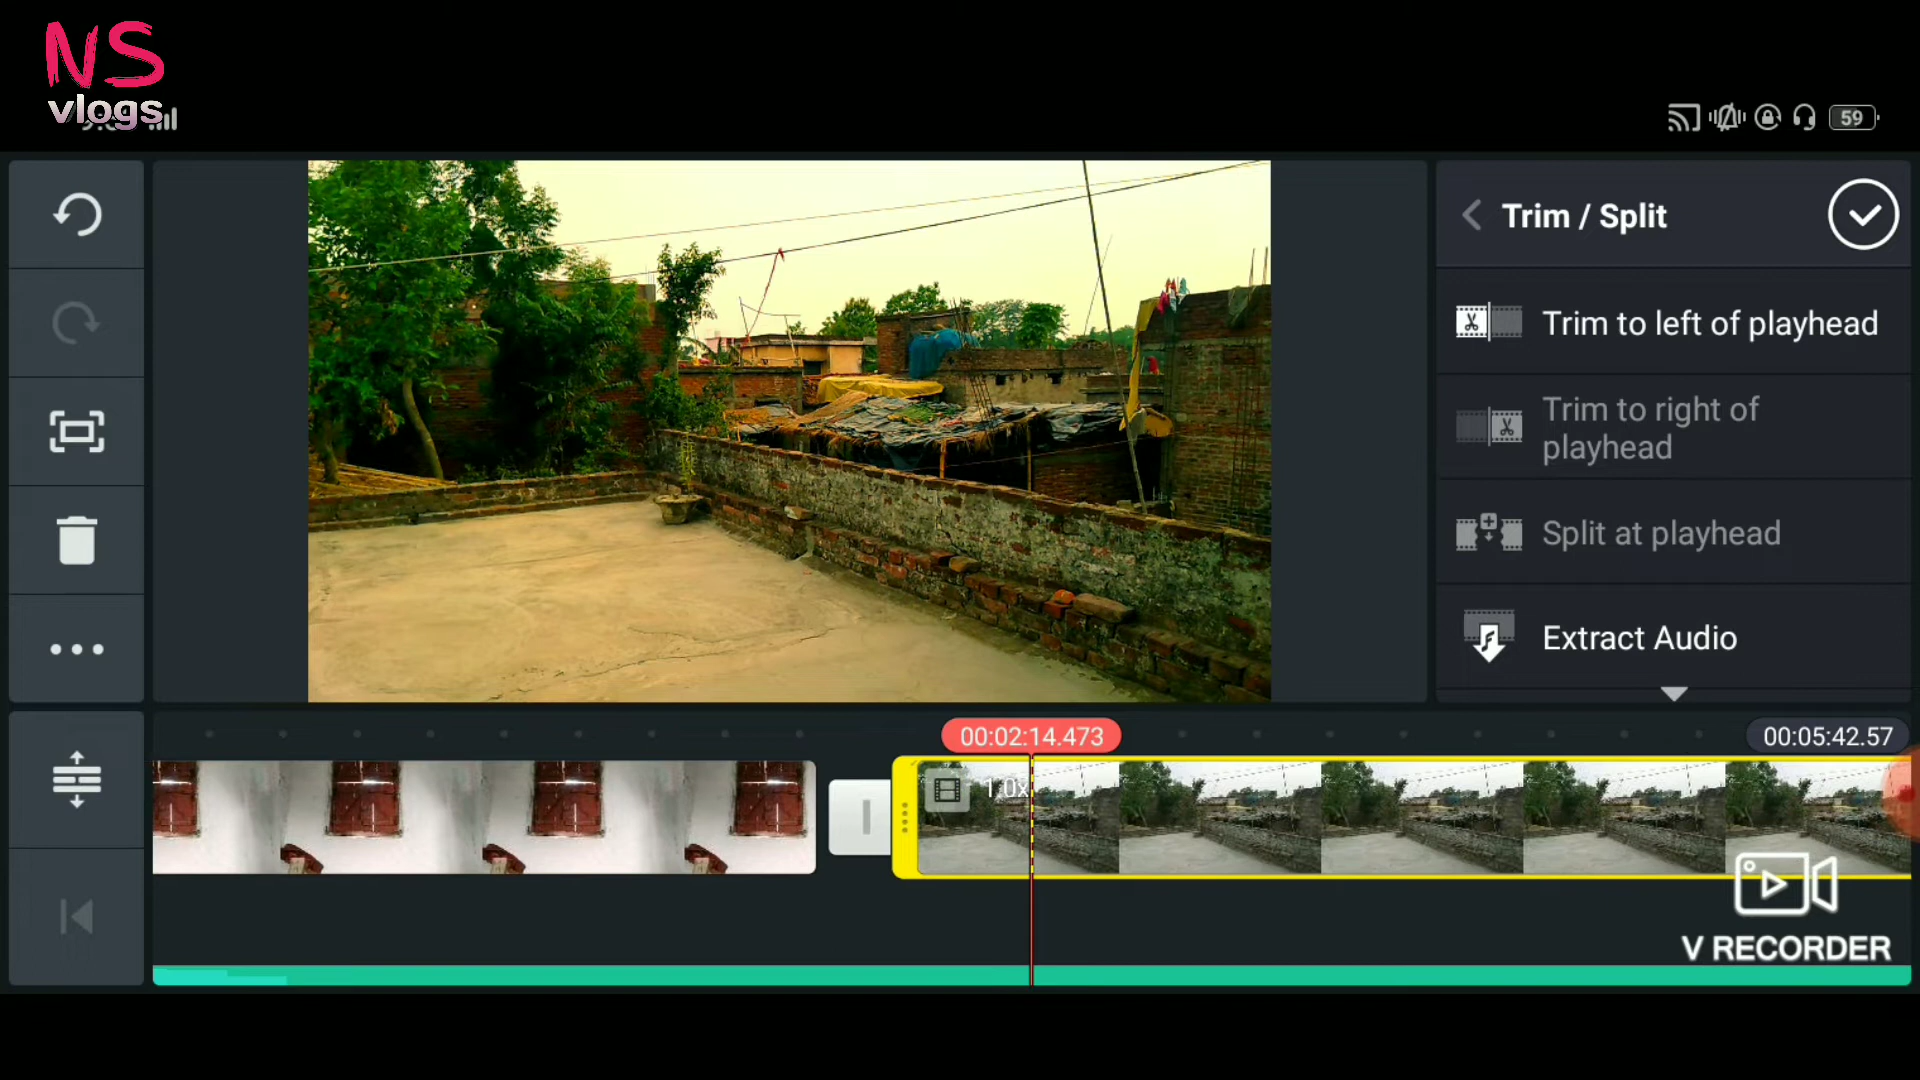 NS
vlogs
59
Trim / Split
Trim to left of playhead
Trim to right of
playhead
Split at playhead
Extract Audio
00:02:14.473
00:05:42.57
1.0x
V RECORDER